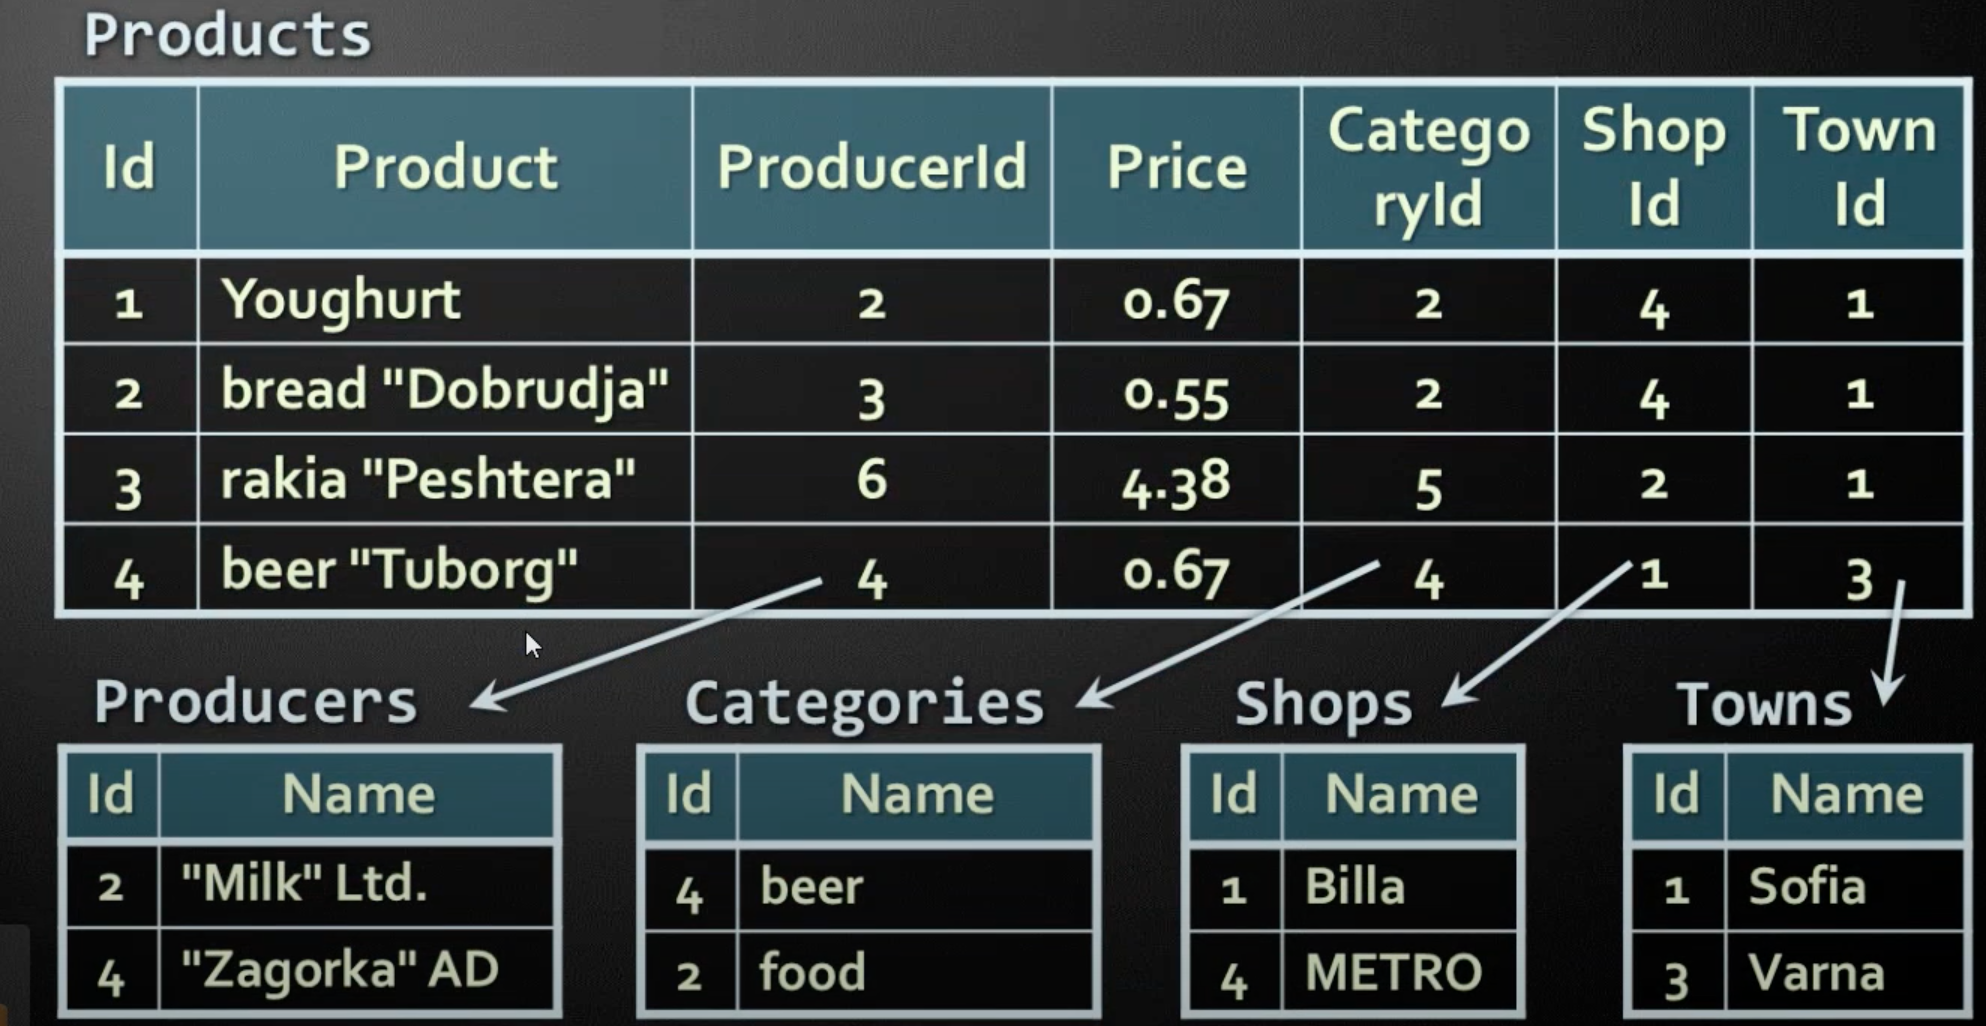 Products
Id Product ProducerId Price Catego ryId Shop Id Town Id
1 Youghurt 2 0.67 2 4 1
2 bread "Dobrudja" 3 0.55 2 4 1
3 rakia "Peshtera" 6 4.38 5 2 1
4 beer "Tuborg" 4 0.67 4 1 3
Producers Categories Shops Towns
Id Name Id Name Id Name Id Name
2 "Milk" Ltd. 4 beer 1 Billa 1 Sofia
4 "Zagorka" AD 2 food 4 METRO 3 Varna